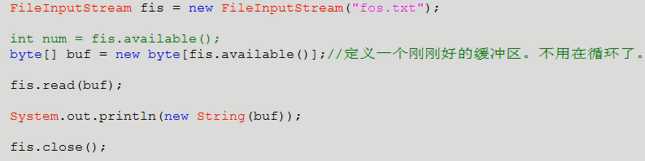 FileInputStream fis = new FileInputStream("fos.txt");
int num = fis.available();
byte[] buf = new byte[fis.available()];//定义一个刚刚好的缓冲区。不用在循环了。
fis.read(buf);
System.out.println(new String(buf));
fis.close();